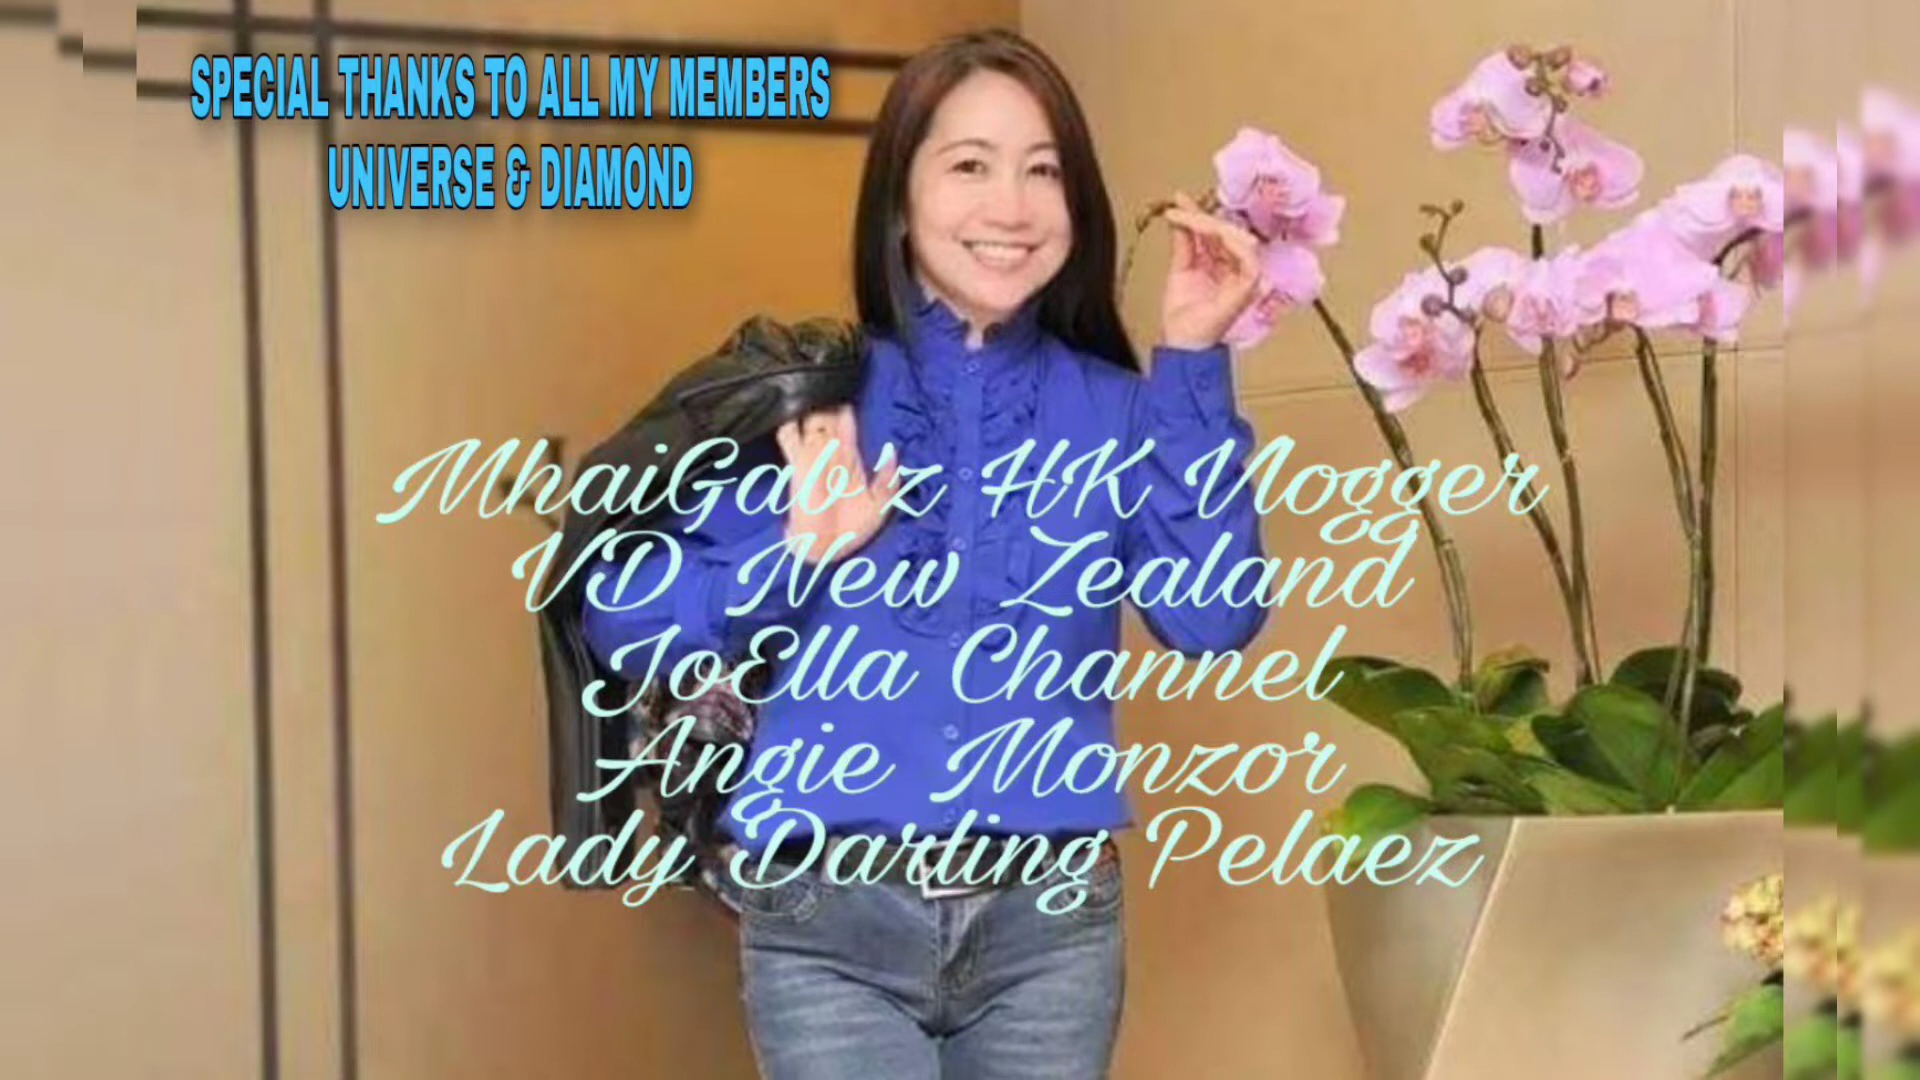 SPECIAL THANKS TO ALL MY MEMBERS
UNIVERSE & DIAMOND
MhaiGab'z HK Vlogger
VD New Zealand
JoElla Channel
Angie Monzor
Lady Darling Pelaez